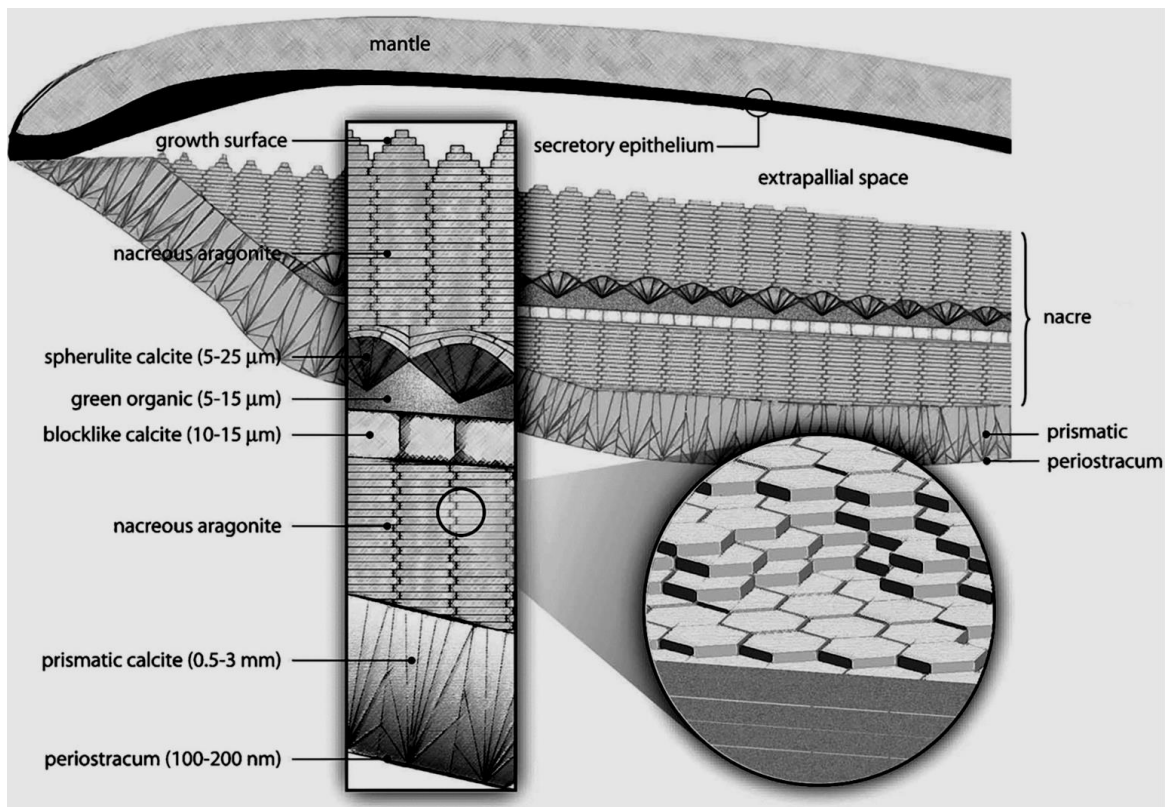 mantle
growth surface
secretory epithelium
extrapallial space
nacreous aragonite
nacre
spherulite calcite (5-25 μm)
green organic (5-15 μm)
blocklike calcite (10-15 μm)
prismatic
periostracum
nacreous aragonite
prismatic calcite (0.5-3 mm)
periostracum (100-200 nm)